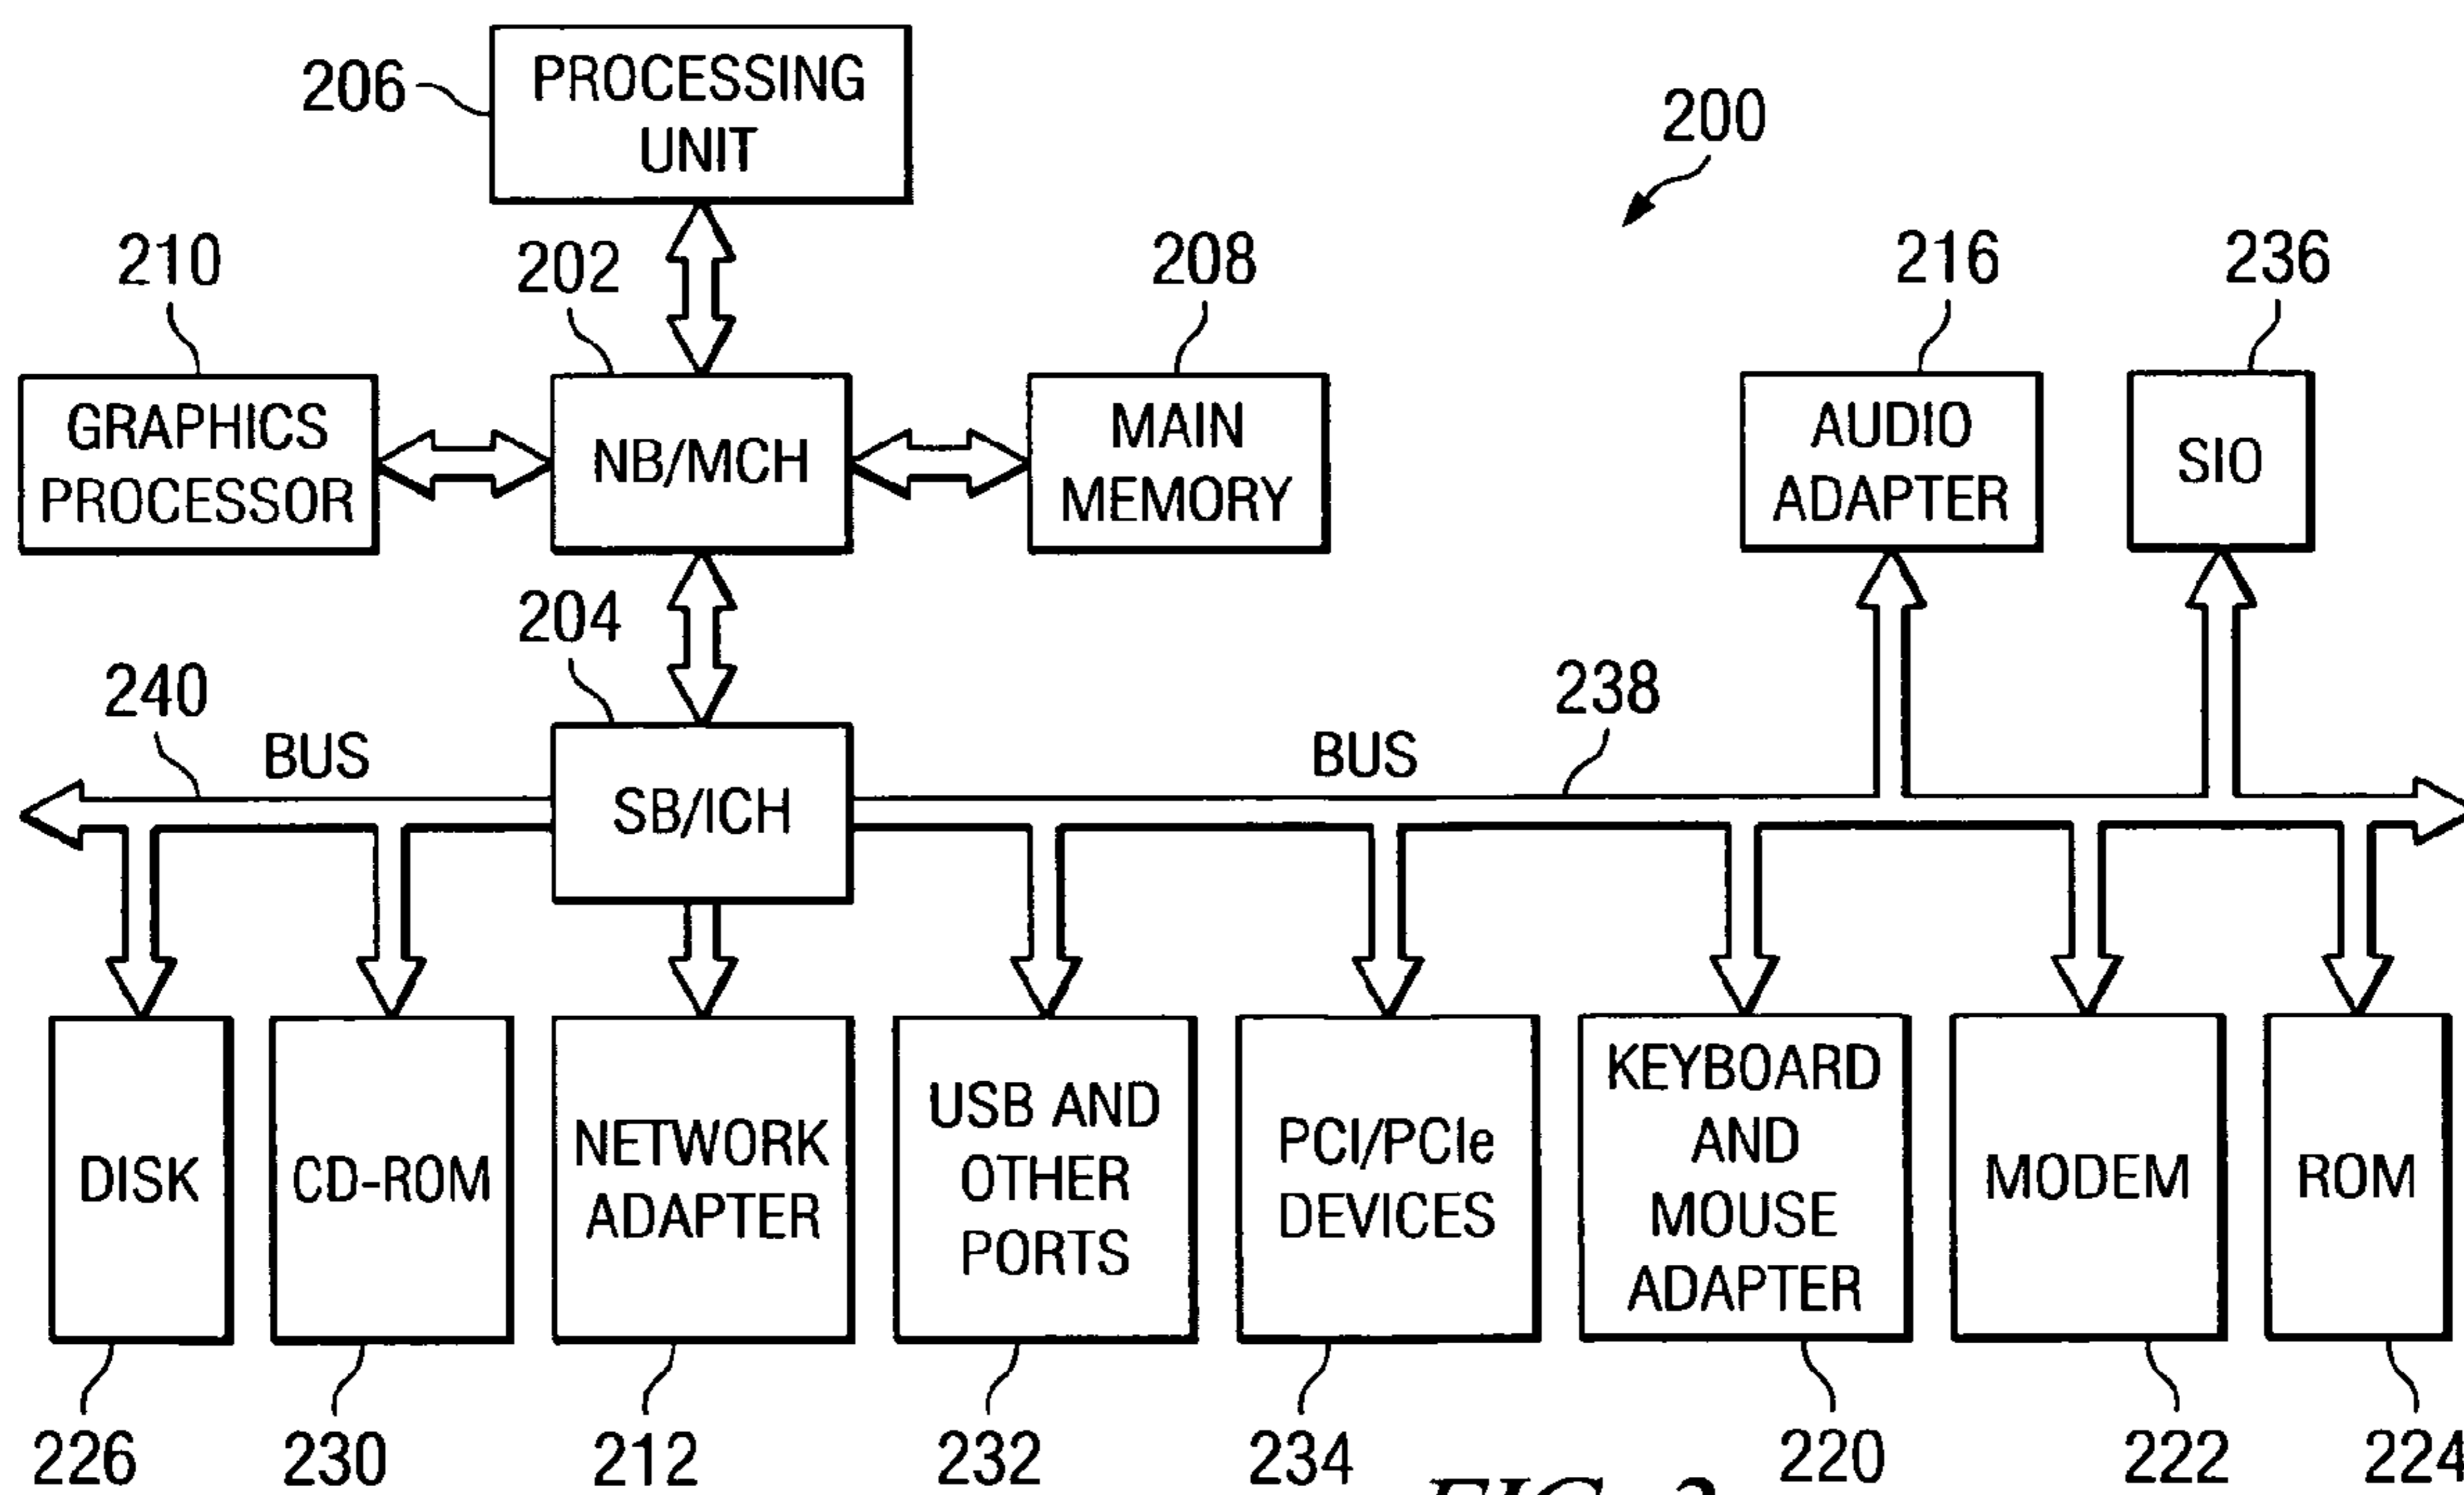 206
PROCESSING
UNIT
200
210
202
208
216
236
GRAPHICS
PROCESSOR
NB/MCH
MAIN
MEMORY
AUDIO
ADAPTER
SIO
204
240
BUS
238
BUS
SB/ICH
DISK
CD-ROM
NETWORK
ADAPTER
USB AND
OTHER
PORTS
PCI/PCIe
DEVICES
KEYBOARD
AND
MOUSE
ADAPTER
MODEM
ROM
226
230
212
232
234
220
222
224
FIG.